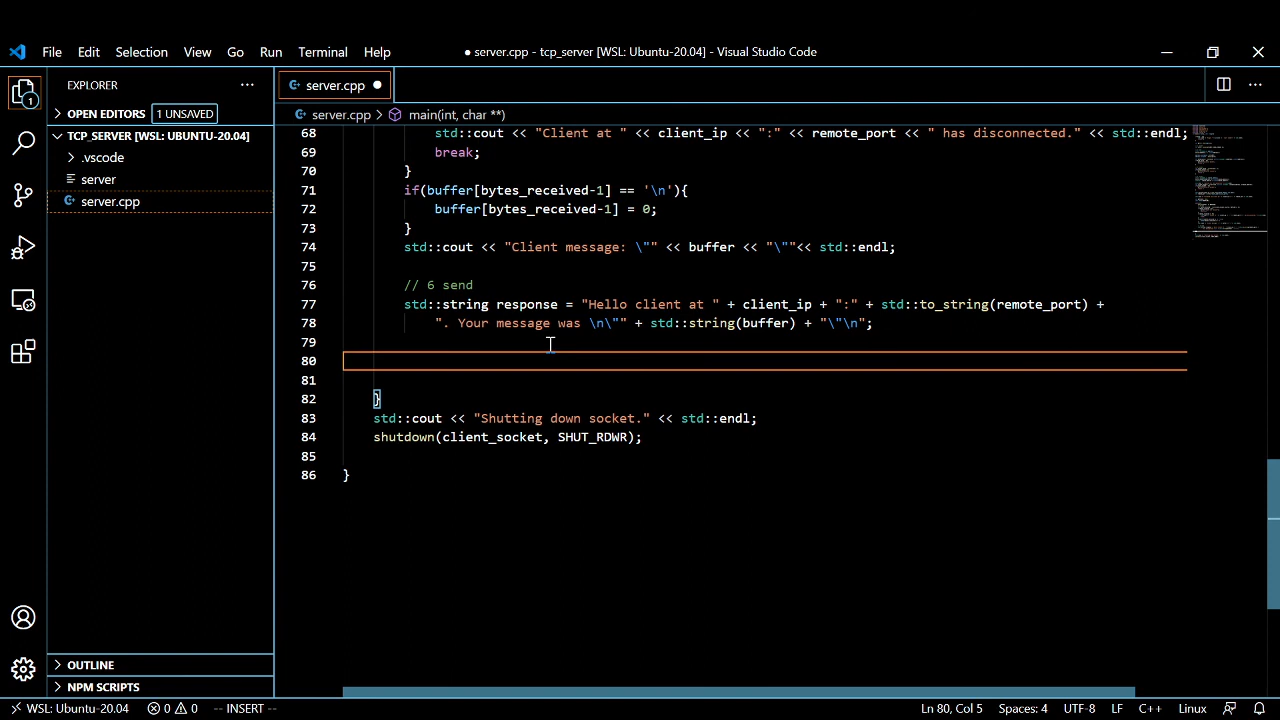 File Edit Selection View Go Run Terminal Help
● server.cpp - tcp_server [WSL: Ubuntu-20.04] - Visual Studio Code
EXPLORER ···
server.cpp ●
OPEN EDITORS 1 UNSAVED
server.cpp > main(int, char **)
TCP_SERVER [WSL: UBUNTU-20.04]
.vscode
server
server.cpp
1
68 std::cout << "Client at " << client_ip << ":" << remote_port << " has disconnected." << std::endl;
69 break;
70 }
71 if(buffer[bytes_received-1] == '\n'){
72 buffer[bytes_received-1] = 0;
73 }
74 std::cout << "Client message: \"" << buffer << "\""<< std::endl;
75
76 // 6 send
77 std::string response = "Hello client at " + client_ip + ":" + std::to_string(remote_port) +
78 ". Your message was \n\"" + std::string(buffer) + "\"\n";
79
80
81
82 }
83 std::cout << "Shutting down socket." << std::endl;
84 shutdown(client_socket, SHUT_RDWR);
85
86 }
OUTLINE
NPM SCRIPTS
WSL: Ubuntu-20.04 0 0 -- INSERT -- Ln 80, Col 5 Spaces: 4 UTF-8 LF C++ Linux